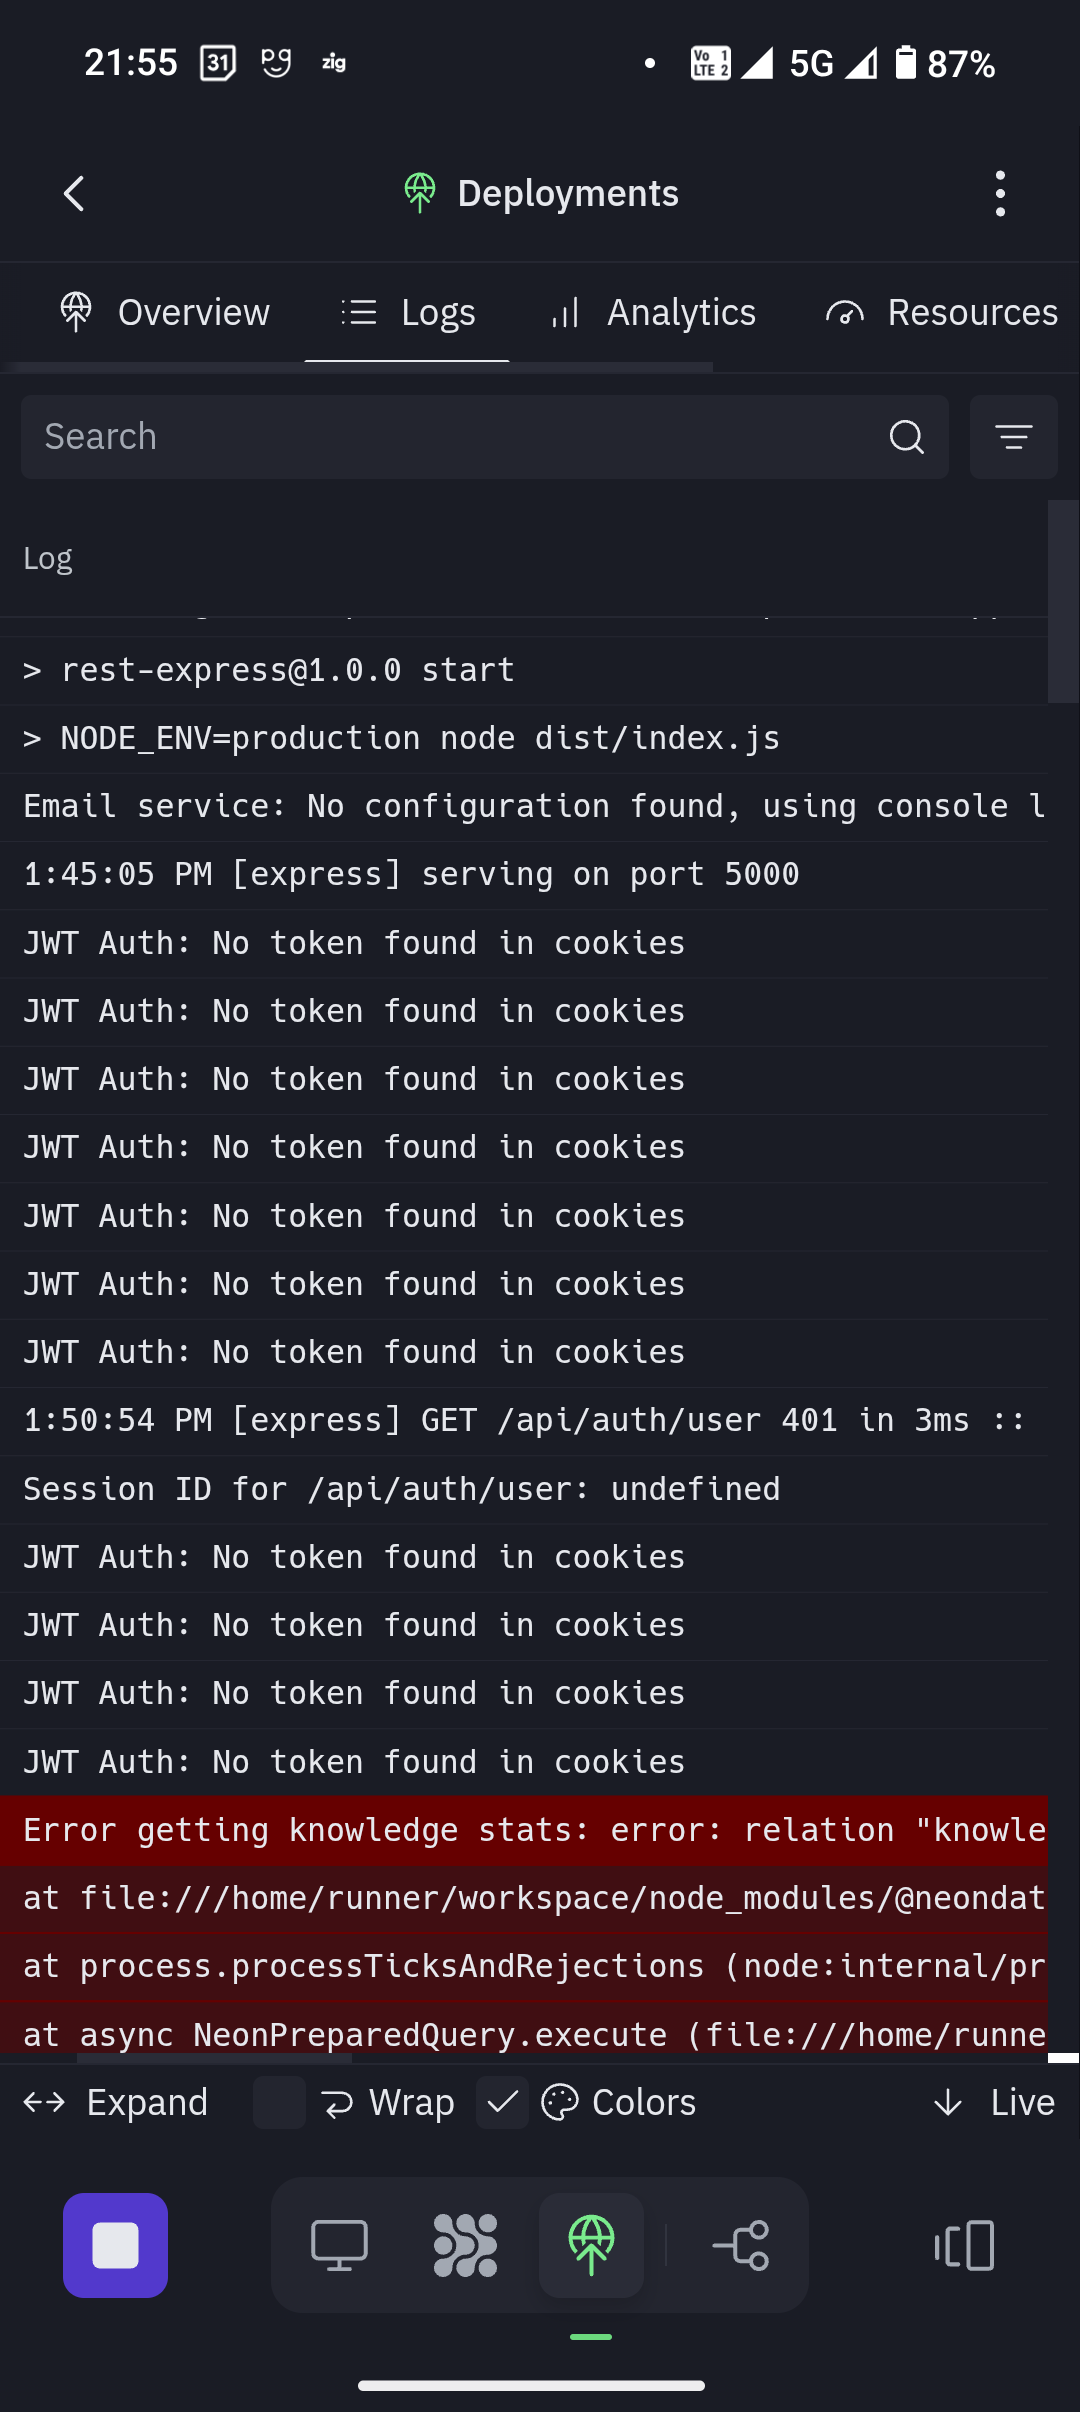 21:55 31 zig Vo LTE 1 2 5G 87%
Deployments
Overview Logs Analytics Resources
Search
Log
> rest-express@1.0.0 start
> NODE_ENV=production node dist/index.js
Email service: No configuration found, using console l
1:45:05 PM [express] serving on port 5000
JWT Auth: No token found in cookies
JWT Auth: No token found in cookies
JWT Auth: No token found in cookies
JWT Auth: No token found in cookies
JWT Auth: No token found in cookies
JWT Auth: No token found in cookies
JWT Auth: No token found in cookies
1:50:54 PM [express] GET /api/auth/user 401 in 3ms ::
Session ID for /api/auth/user: undefined
JWT Auth: No token found in cookies
JWT Auth: No token found in cookies
JWT Auth: No token found in cookies
JWT Auth: No token found in cookies
Error getting knowledge stats: error: relation "knowle
at file:///home/runner/workspace/node_modules/@neondat
at process.processTicksAndRejections (node:internal/pr
at async NeonPreparedQuery.execute (file:///home/runne
Expand Wrap Colors Live